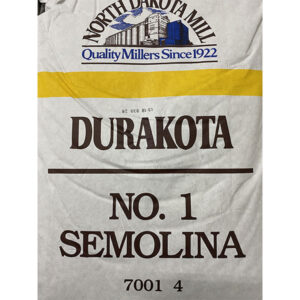 NORTH DAKOTA MILL
Quality Millers Since 1922
DURAKOTA
NO. 1
SEMOLINA
7001 4